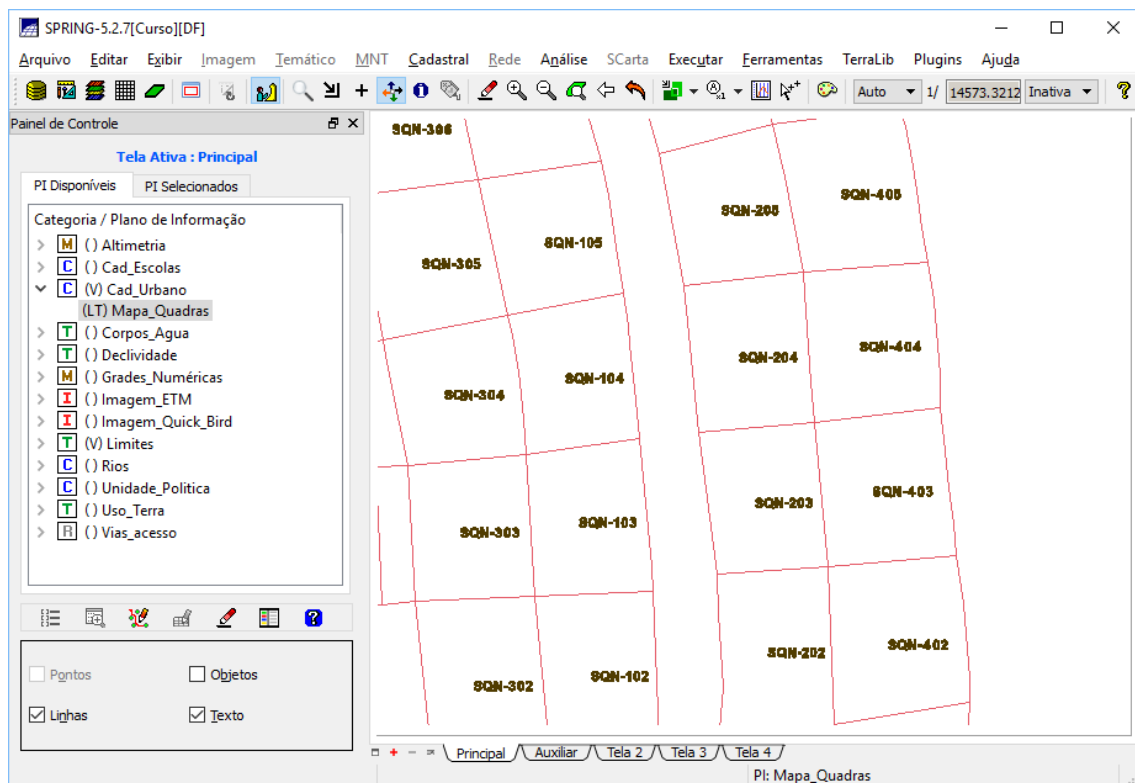 SPRING-5.2.7[Curso][DF]
Arquivo Editar Exibir Imagem Temático MNT Cadastral Rede Análise SCarta Executar Ferramentas TerraLib Plugins Ajuda
Auto 1/ 14573.3212 Inativa
Painel de Controle
Tela Ativa : Principal
PI Disponíveis PI Selecionados
Categoria / Plano de Informação
M ( ) Altimetria
C ( ) Cad_Escolas
C (V) Cad_Urbano
(LT) Mapa_Quadras
T ( ) Corpos_Agua
T ( ) Declividade
M ( ) Grades_Numéricas
I ( ) Imagem_ETM
I ( ) Imagem_Quick_Bird
T (V) Limites
C ( ) Rios
C ( ) Unidade_Politica
T ( ) Uso_Terra
R ( ) Vias_acesso
Pontos Objetos
Linhas Texto
SQN-306
SQN-405
SQN-205
SQN-105
SQN-305
SQN-404
SQN-204
SQN-104
SQN-304
SQN-403
SQN-203
SQN-103
SQN-303
SQN-402
SQN-202
SQN-102
SQN-302
Principal Auxiliar Tela 2 Tela 3 Tela 4
PI: Mapa_Quadras